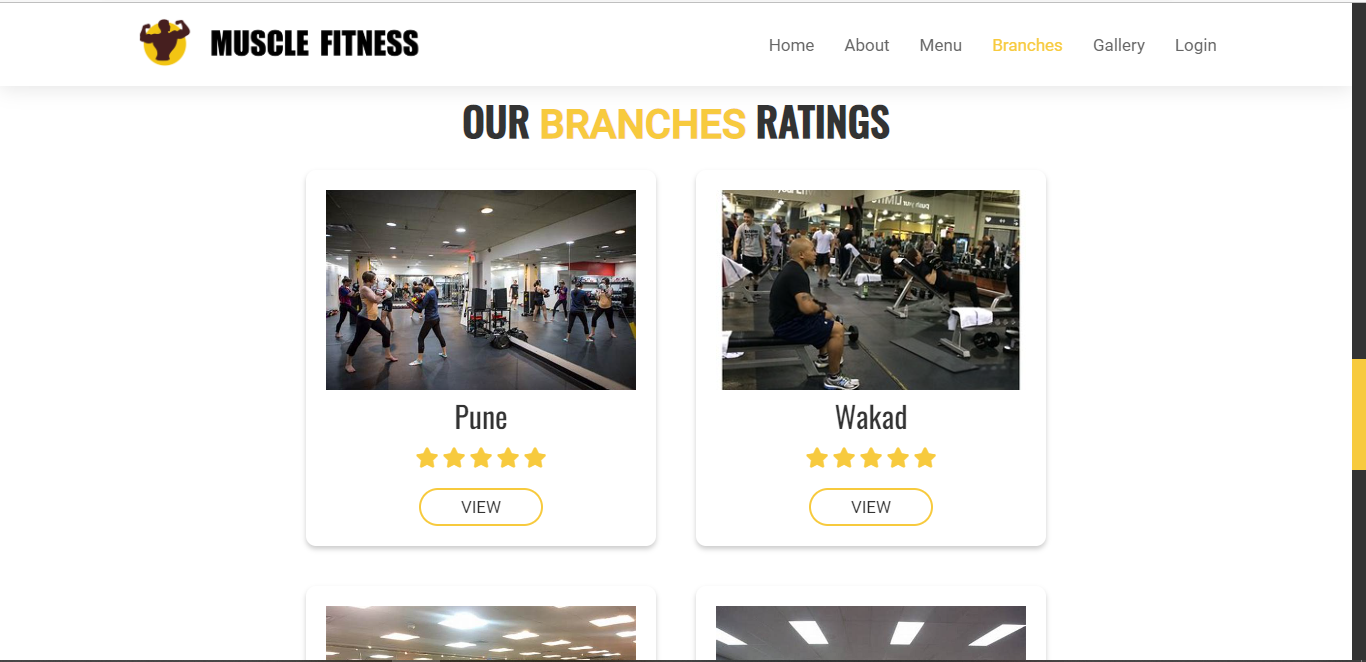 MUSCLE FITNESS
Home About Menu Branches Gallery Login
OUR BRANCHES RATINGS
Pune
VIEW
Wakad
VIEW